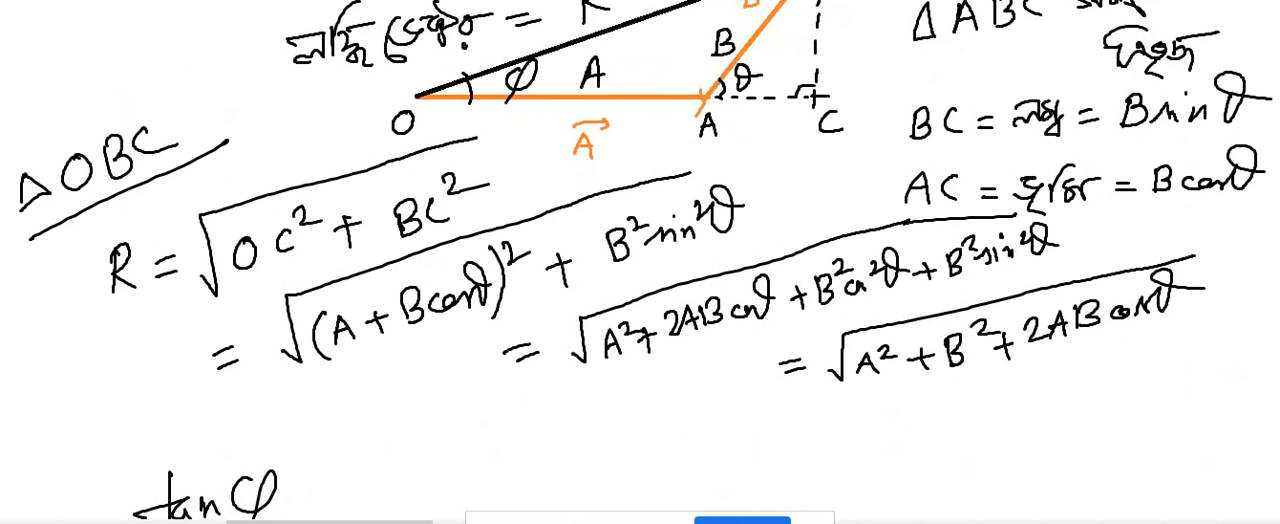 লব্ধি ভেক্টর = R
φ A B θ
O A C
A⃗
Δ ABC
ত্রিভুজ
BC = লম্ব = B sin θ
AC = ভূমি = B cos θ
Δ OBC
R = √(OC² + BC²)
= √((A + B cos θ)² + B² sin² θ)
= √(A² + 2AB cos θ + B² cos² θ + B² sin² θ)
= √(A² + B² + 2AB cos θ)
tan φ